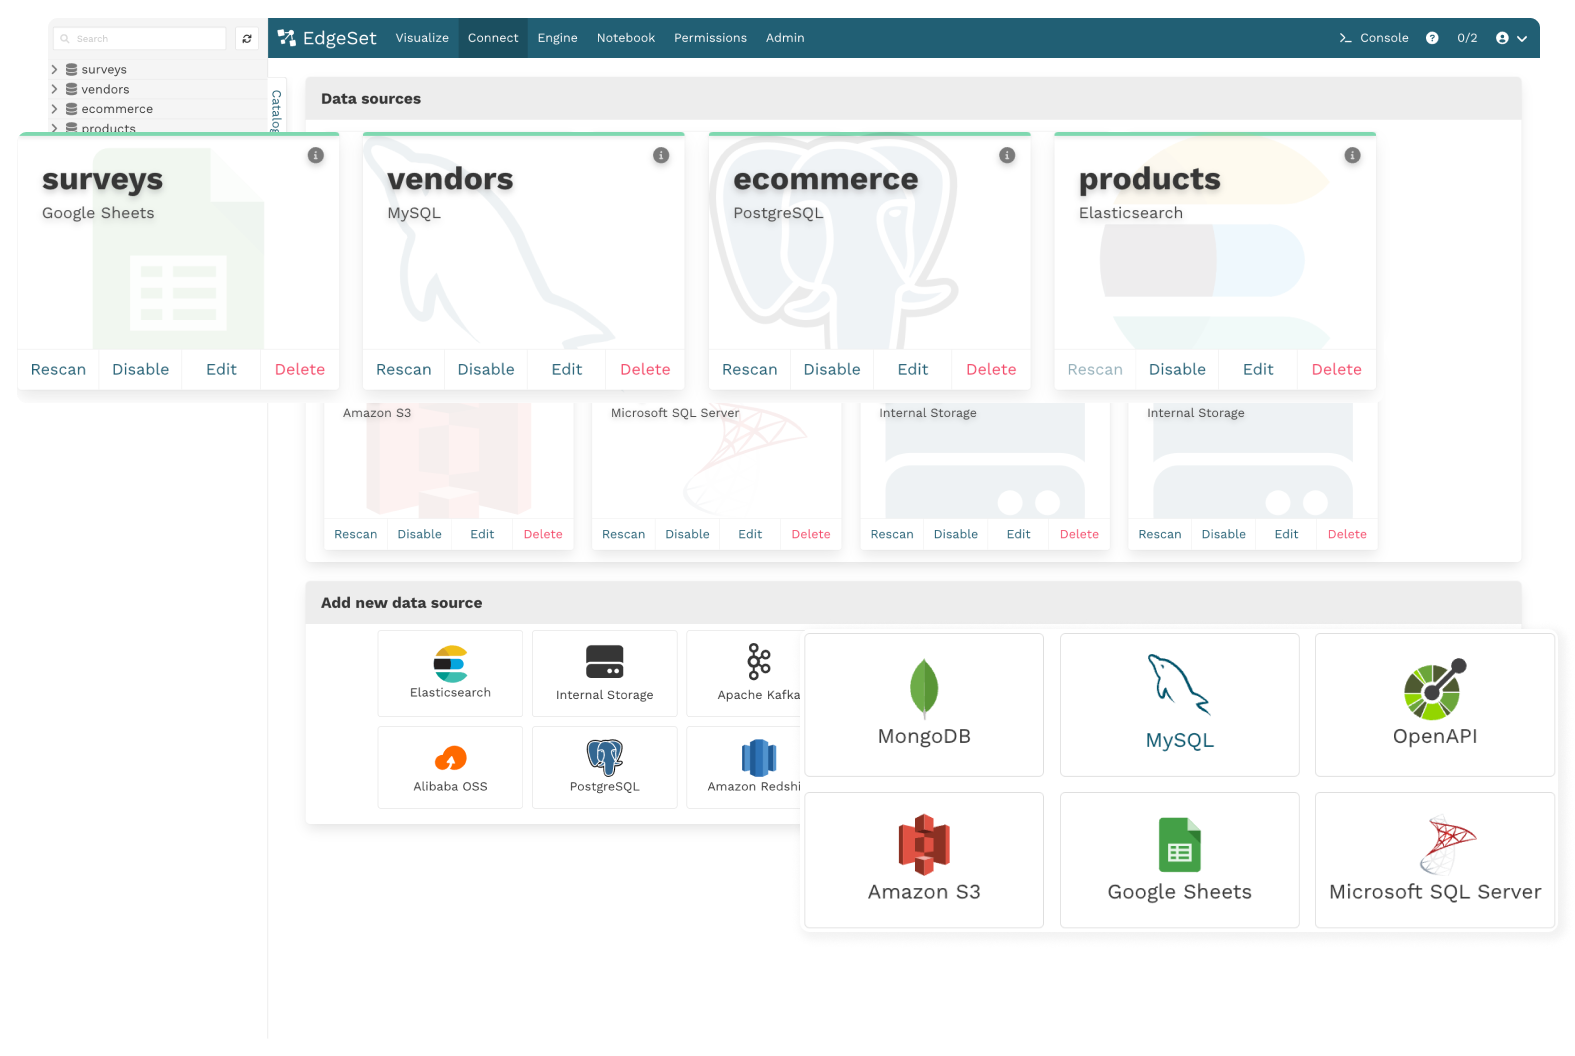 Search
EdgeSet
Visualize
Connect
Engine
Notebook
Permissions
Admin
Console
0/2
surveys
vendors
ecommerce
products
Catalog
Data sources
surveys
Google Sheets
Rescan
Disable
Edit
Delete
vendors
MySQL
Rescan
Disable
Edit
Delete
ecommerce
PostgreSQL
Rescan
Disable
Edit
Delete
products
Elasticsearch
Rescan
Disable
Edit
Delete
Amazon S3
Rescan
Disable
Edit
Delete
Microsoft SQL Server
Rescan
Disable
Edit
Delete
Internal Storage
Rescan
Disable
Edit
Delete
Internal Storage
Rescan
Disable
Edit
Delete
Add new data source
Elasticsearch
Internal Storage
Apache Kafka
Alibaba OSS
PostgreSQL
Amazon Redshi
MongoDB
MySQL
OpenAPI
Amazon S3
Google Sheets
Microsoft SQL Server